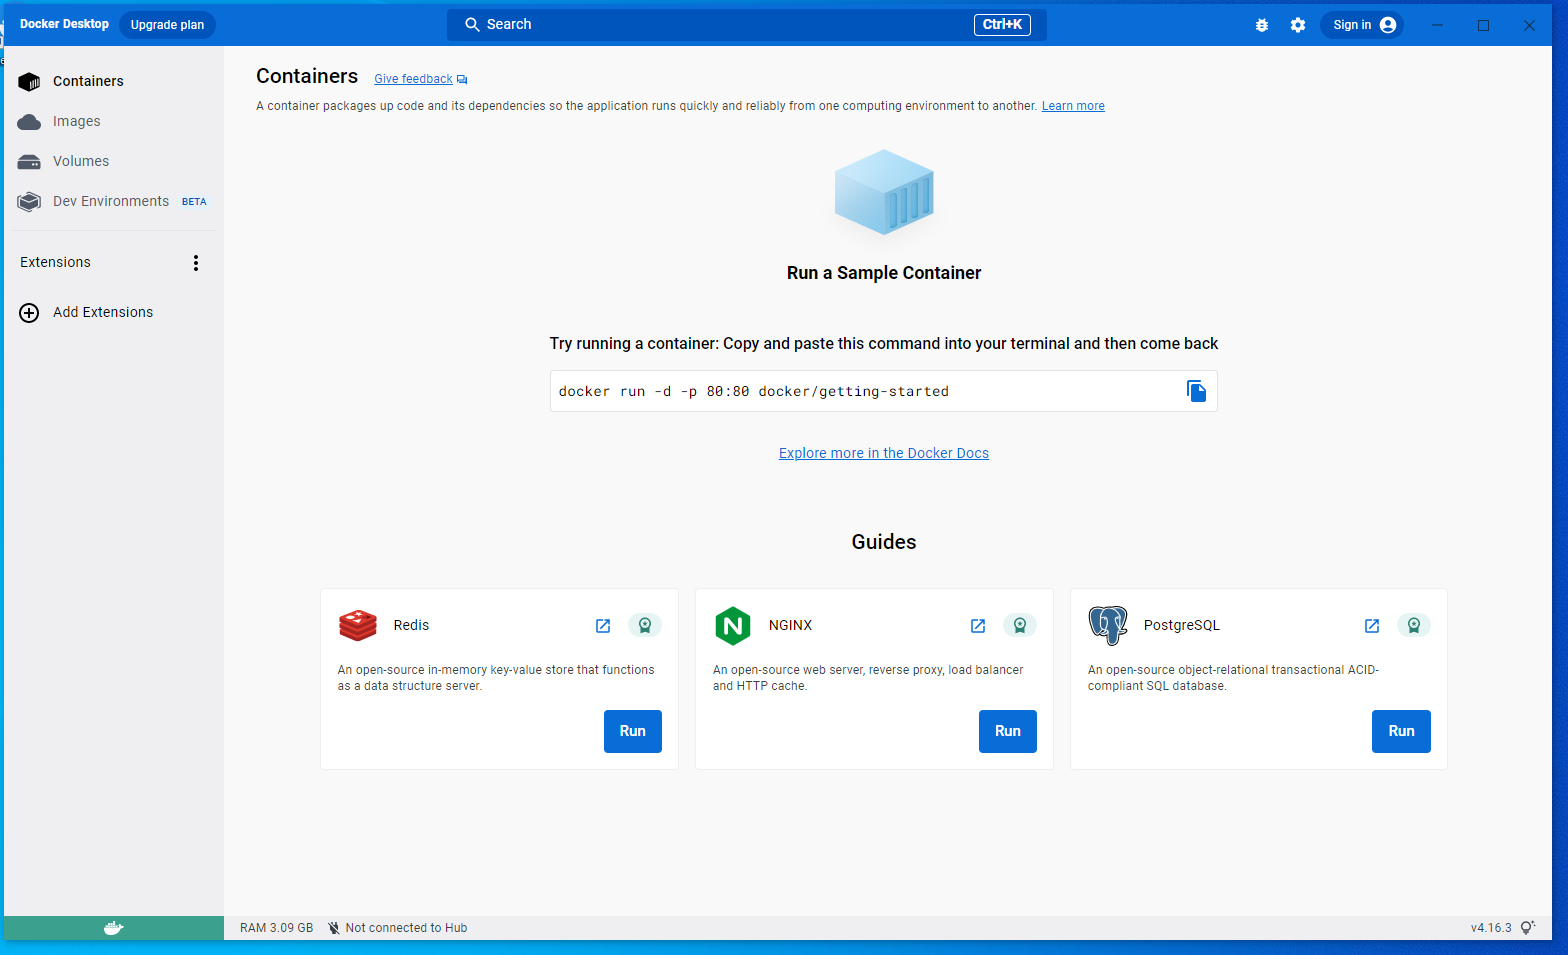 Docker Desktop
Upgrade plan
Search
Ctrl+K
Sign in
Containers
Images
Volumes
Dev Environments BETA
Extensions
Add Extensions
Containers
Give feedback
A container packages up code and its dependencies so the application runs quickly and reliably from one computing environment to another. Learn more
Run a Sample Container
Try running a container: Copy and paste this command into your terminal and then come back
docker run -d -p 80:80 docker/getting-started
Explore more in the Docker Docs
Guides
Redis
An open-source in-memory key-value store that functions
as a data structure server.
Run
N
NGINX
An open-source web server, reverse proxy, load balancer
and HTTP cache.
Run
PostgreSQL
An open-source object-relational transactional ACID-
compliant SQL database.
Run
RAM 3.09 GB
Not connected to Hub
v4.16.3